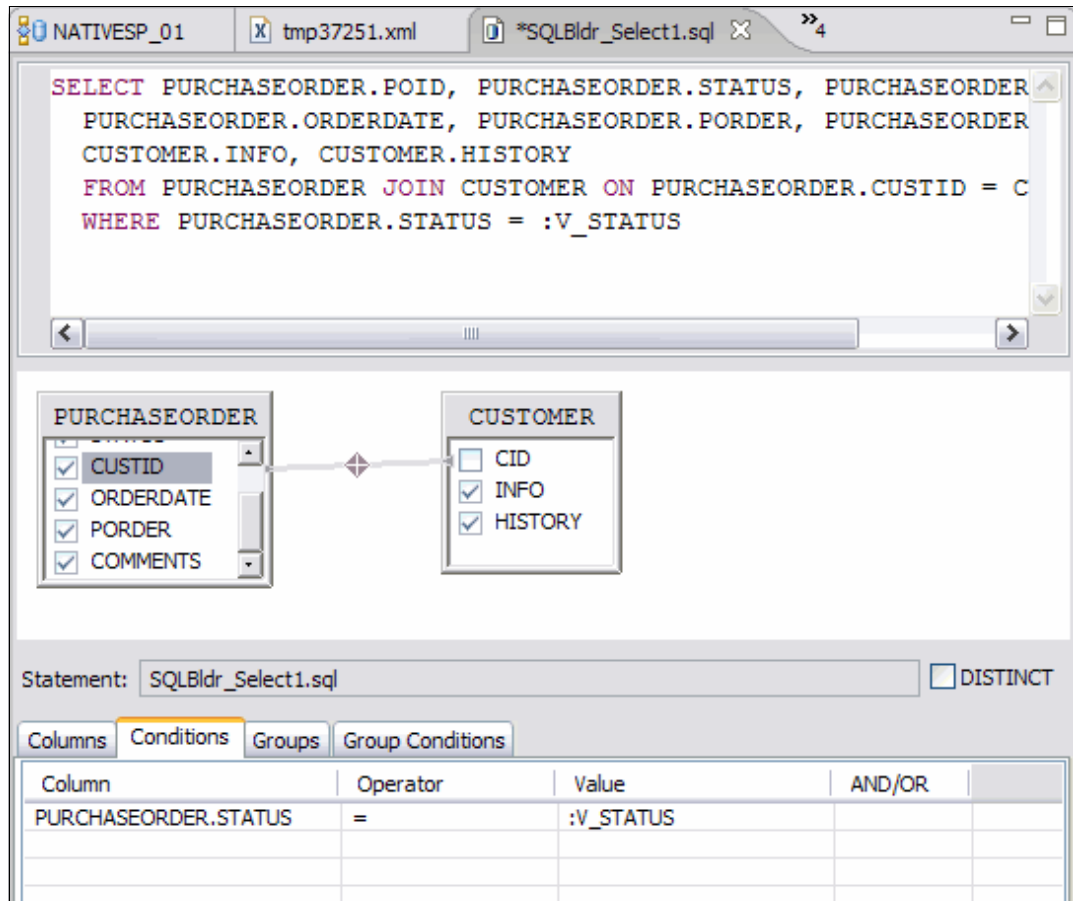 NATIVESP_01 tmp37251.xml *SQLBldr_Select1.sql »4
SELECT PURCHASEORDER.POID, PURCHASEORDER.STATUS, PURCHASEORDER
PURCHASEORDER.ORDERDATE, PURCHASEORDER.PORDER, PURCHASEORDER
CUSTOMER.INFO, CUSTOMER.HISTORY
FROM PURCHASEORDER JOIN CUSTOMER ON PURCHASEORDER.CUSTID = C
WHERE PURCHASEORDER.STATUS = :V_STATUS
PURCHASEORDER
CUSTID
ORDERDATE
PORDER
COMMENTS
CUSTOMER
CID
INFO
HISTORY
Statement: SQLBldr_Select1.sql DISTINCT
Columns Conditions Groups Group Conditions
Column Operator Value AND/OR
PURCHASEORDER.STATUS = :V_STATUS